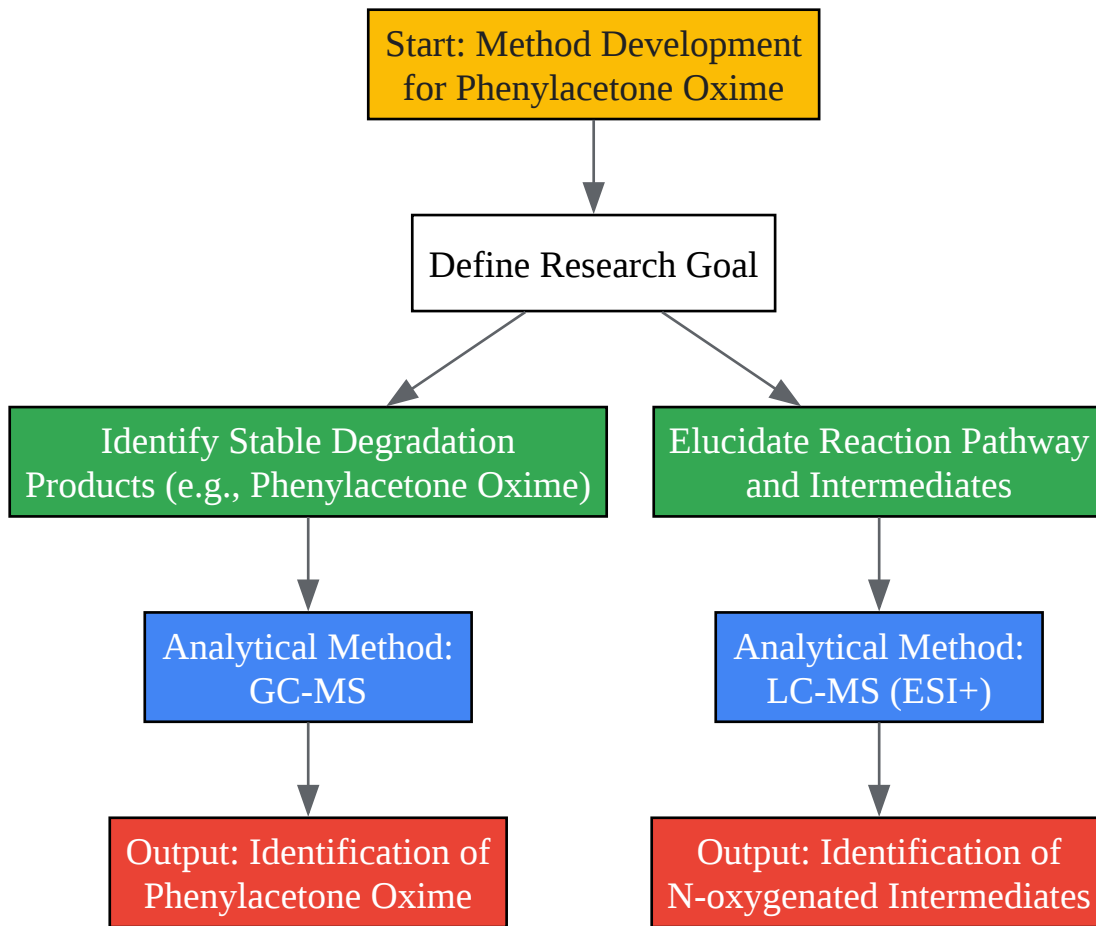 Start: Method Development
for Phenylacetone Oxime
Define Research Goal
Identify Stable Degradation
Products (e.g., Phenylacetone Oxime)
Elucidate Reaction Pathway
and Intermediates
Analytical Method:
GC-MS
Analytical Method:
LC-MS (ESI+)
Output: Identification of
Phenylacetone Oxime
Output: Identification of
N-oxygenated Intermediates